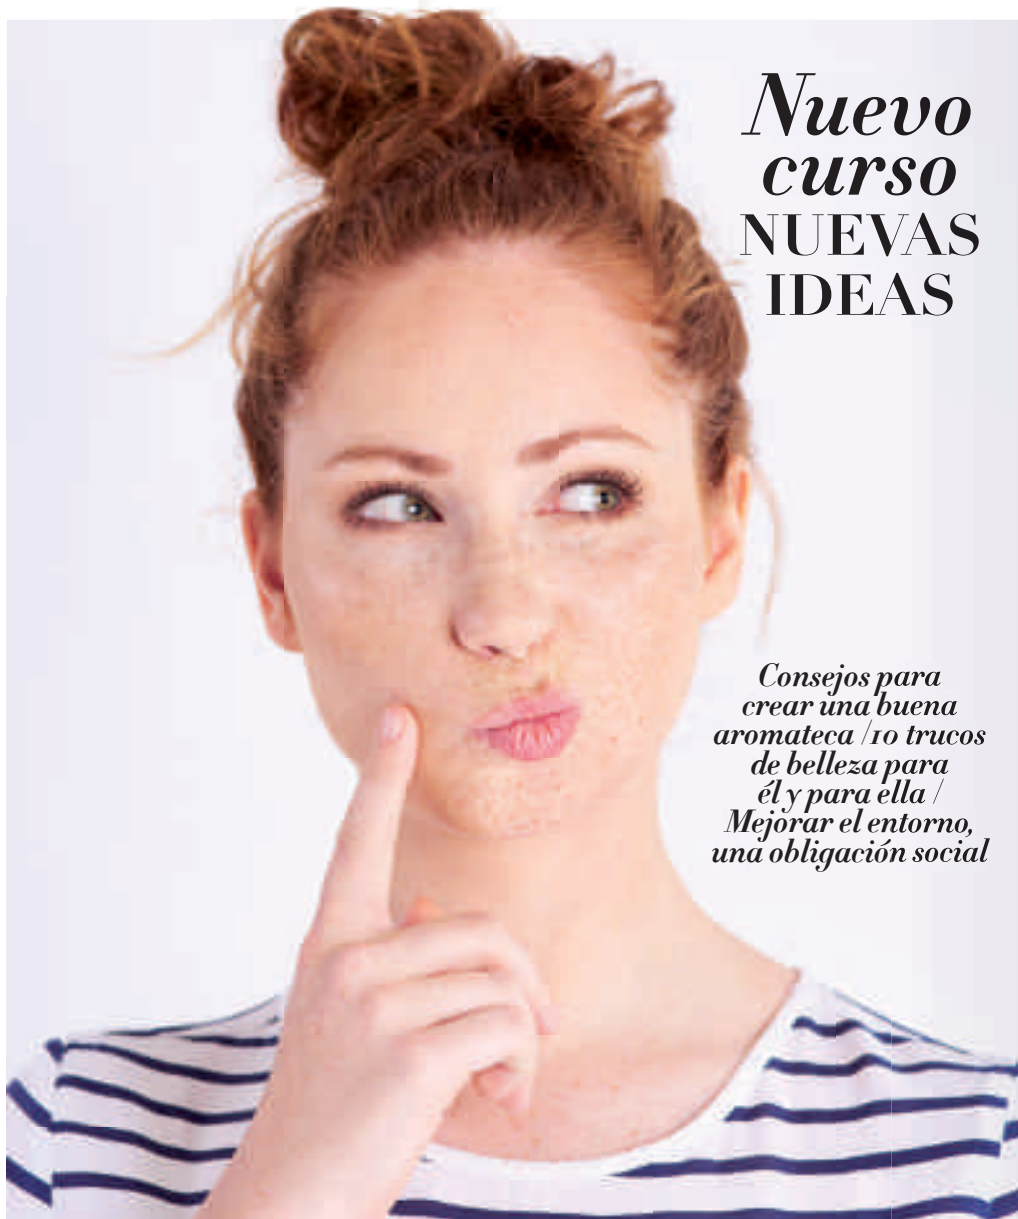 Nuevo
curso
NUEVAS
IDEAS
Consejos para
crear una buena
aromateca /10 trucos
de belleza para
él y para ella /
Mejorar el entorno,
una obligación social